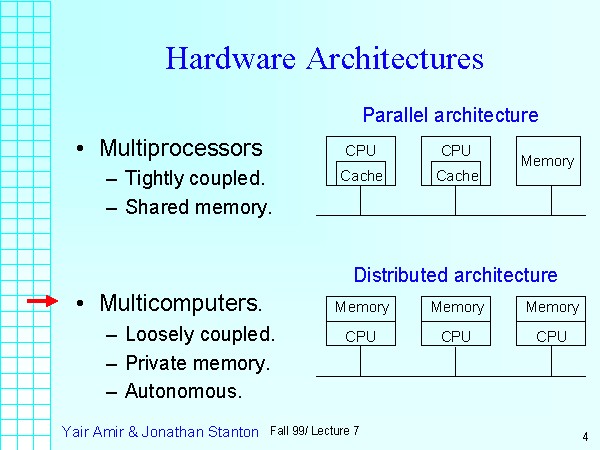 Hardware Architectures
Parallel architecture
• Multiprocessors
– Tightly coupled.
– Shared memory.
CPU CPU Memory
Cache Cache
Distributed architecture
• Multicomputers.
– Loosely coupled.
– Private memory.
– Autonomous.
Memory Memory Memory
CPU CPU CPU
Yair Amir & Jonathan Stanton Fall 99/ Lecture 7
4